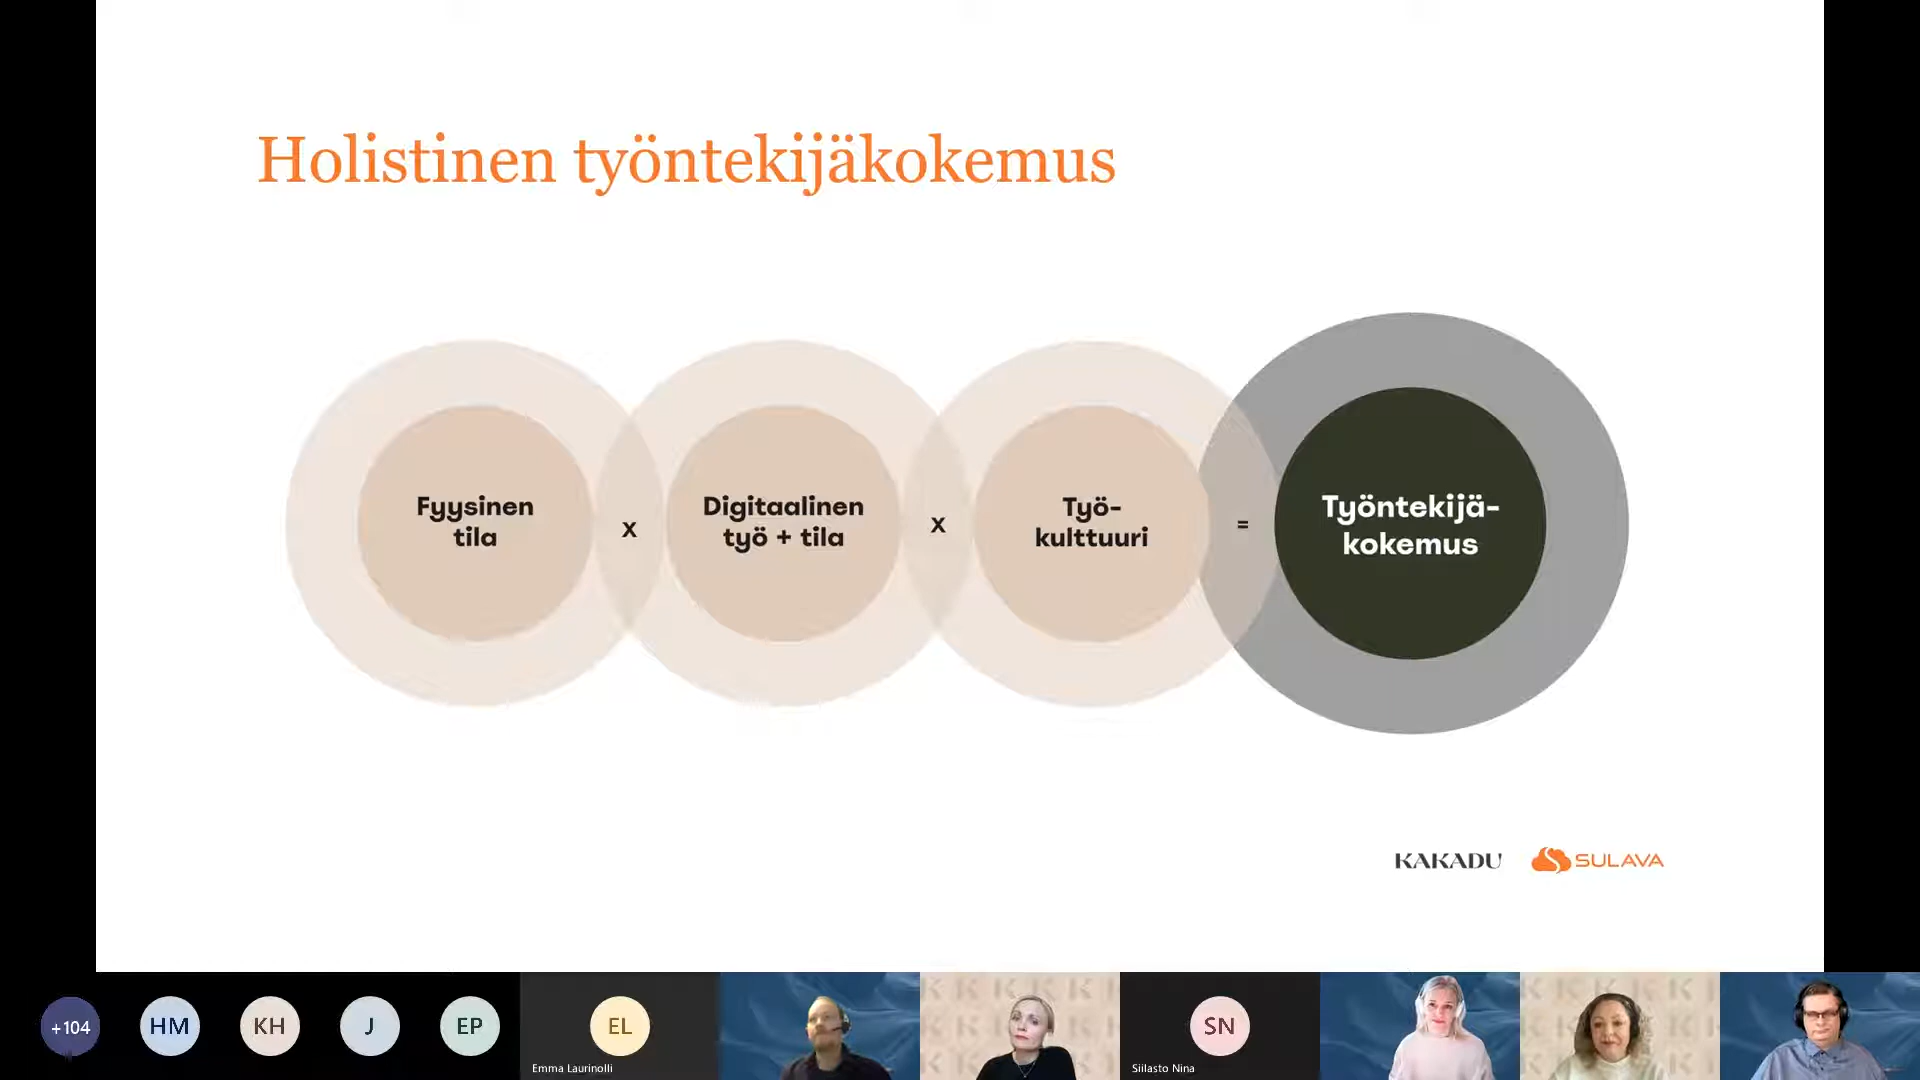 Holistinen työntekijäkokemus
Fyysinen
tila
x
Digitaalinen
työ + tila
x
Työ-
kulttuuri
=
Työntekijä-
kokemus
KAKADU
SULAVA
+104
HM
KH
J
EP
EL
Emma Laurinolli
SN
Siilasto Nina